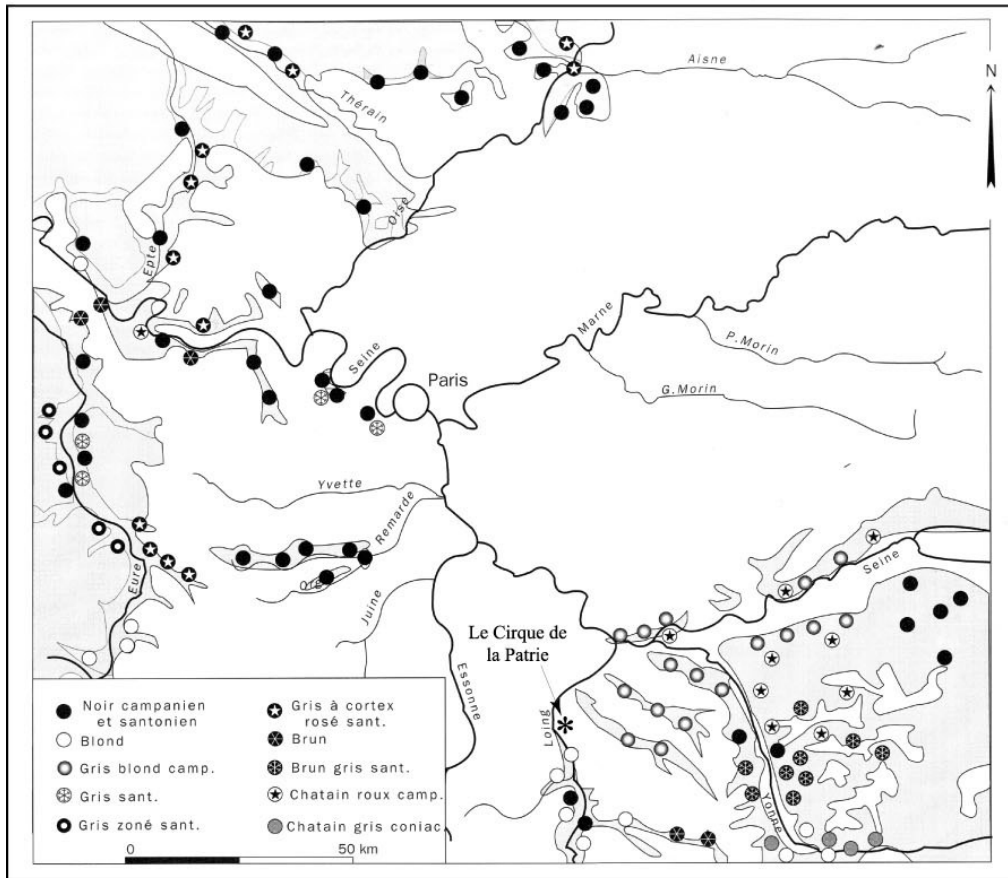 Aisne
N
Thérain
Oise
Epte
Marne
Seine
P.Morin
Paris
G.Morin
Yvette
Remarde
Eure
Seine
Juine
Le Cirque de
la Patrie
Essonne
Loing
Yonne
Noir campanien
et santonien
Blond
Gris blond camp.
Gris sant.
Gris zoné sant.
Gris à cortex
rosé sant.
Brun
Brun gris sant.
Chatain roux camp.
Chatain gris coniac.
0 50 km